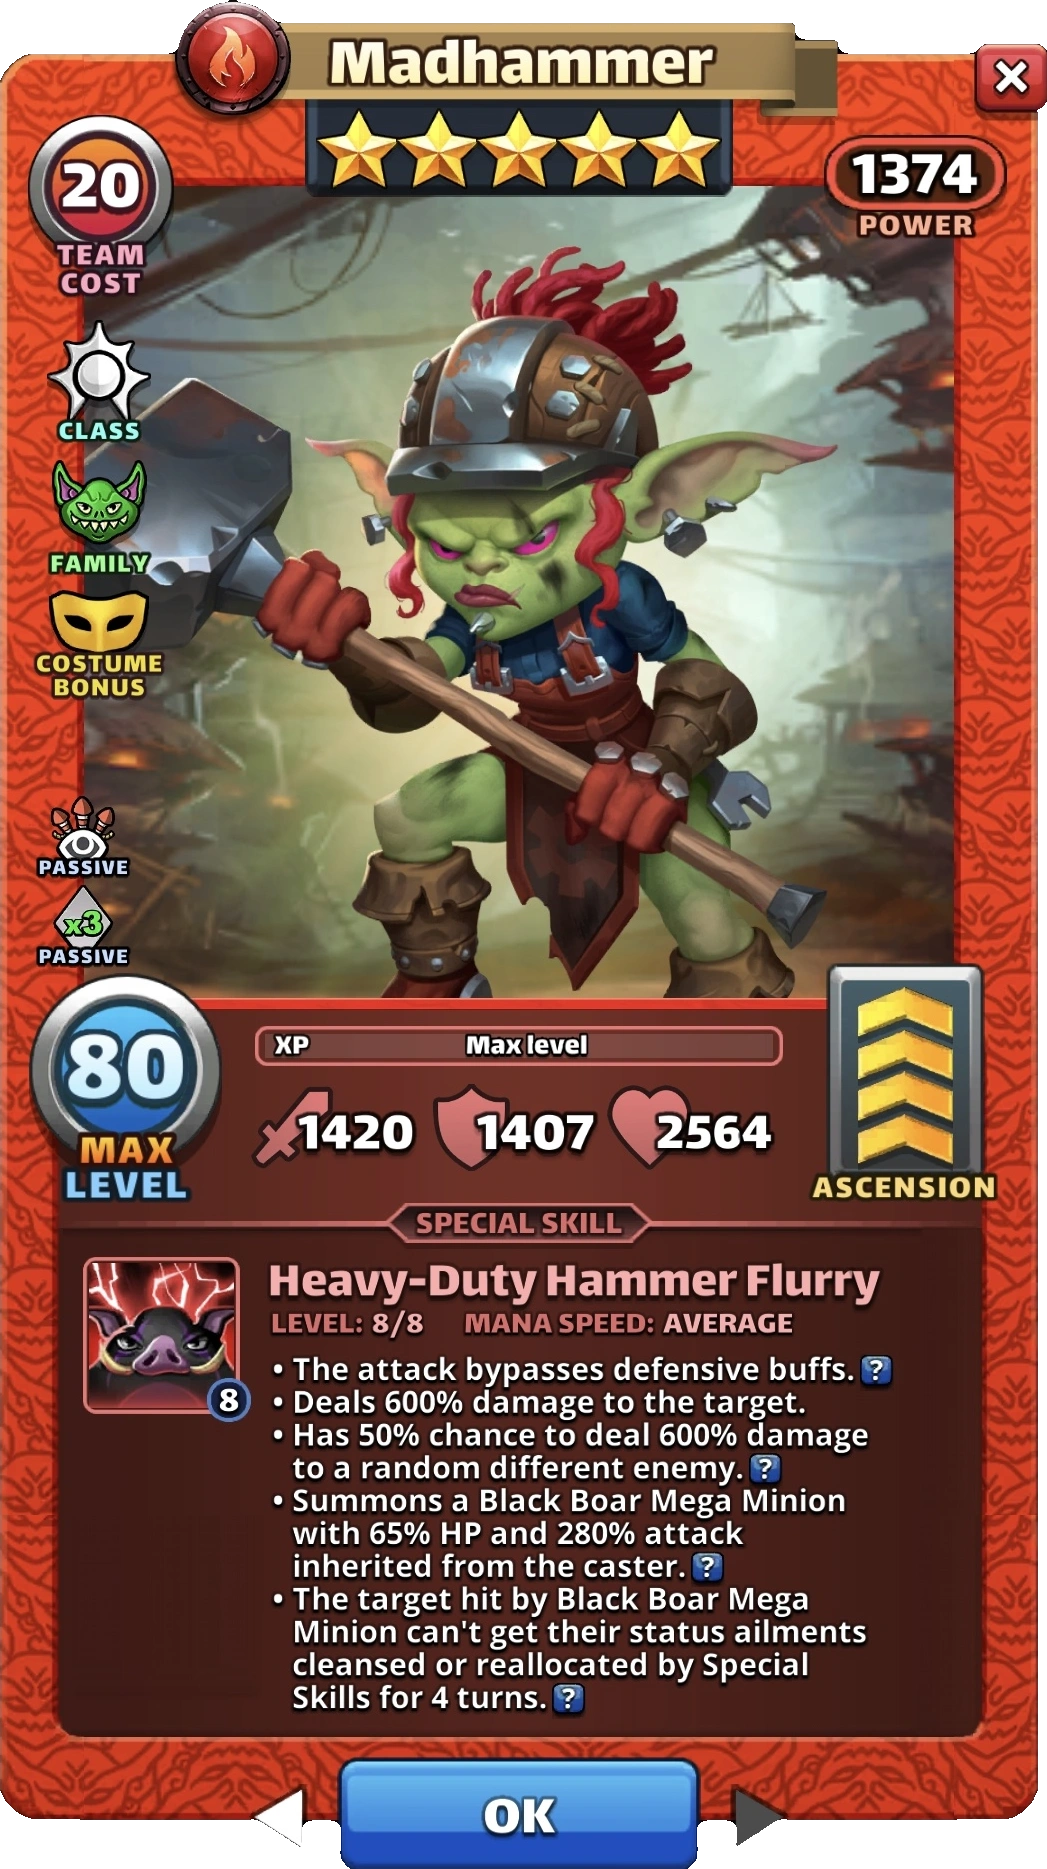 Madhammer
20
TEAM
COST
1374
POWER
CLASS
FAMILY
COSTUME
BONUS
PASSIVE
x3
PASSIVE
80
MAX
LEVEL
XP Max level
1420 1407 2564
ASCENSION
SPECIAL SKILL
8
Heavy-Duty Hammer Flurry
LEVEL: 8/8 MANA SPEED: AVERAGE
• The attack bypasses defensive buffs. ?
• Deals 600% damage to the target.
• Has 50% chance to deal 600% damage
to a random different enemy. ?
• Summons a Black Boar Mega Minion
with 65% HP and 280% attack
inherited from the caster. ?
• The target hit by Black Boar Mega
Minion can't get their status ailments
cleansed or reallocated by Special
Skills for 4 turns. ?
OK